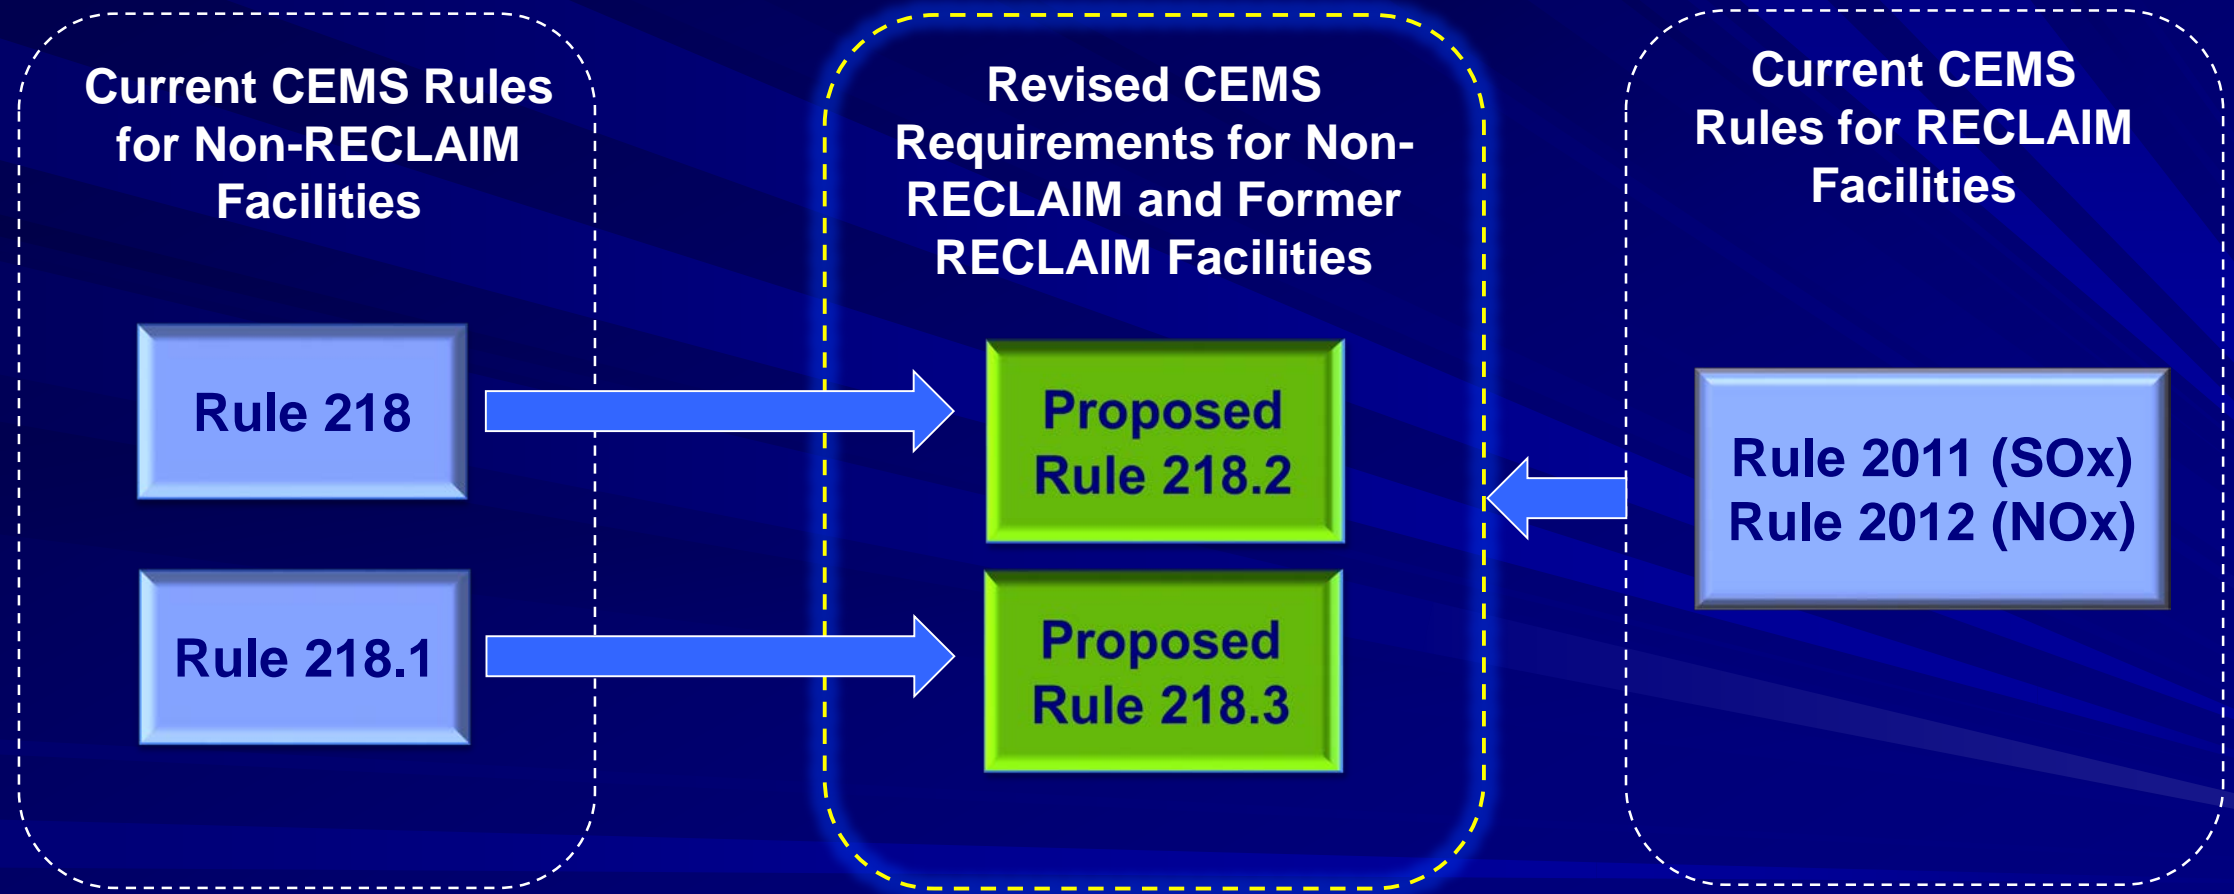 Current CEMS Rules
for Non-RECLAIM
Facilities
Rule 218
Rule 218.1
Revised CEMS
Requirements for Non-
RECLAIM and Former
RECLAIM Facilities
Proposed
Rule 218.2
Proposed
Rule 218.3
Current CEMS
Rules for RECLAIM
Facilities
Rule 2011 (SOx)
Rule 2012 (NOx)